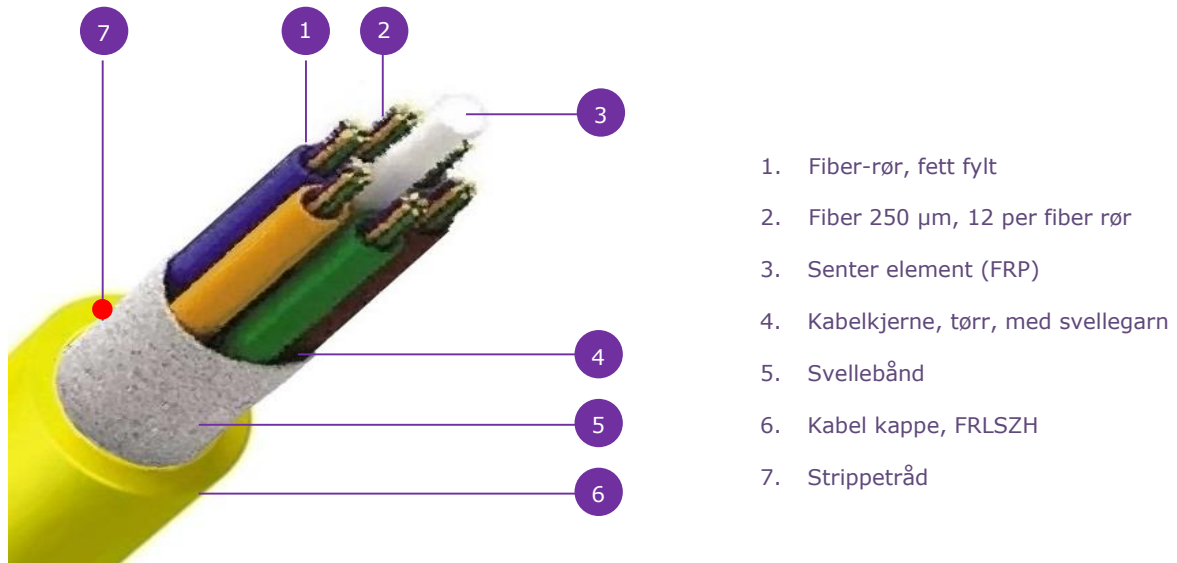 7
1
2
3
4
5
6
1. Fiber-rør, fett fylt
2. Fiber 250 µm, 12 per fiber rør
3. Senter element (FRP)
4. Kabelkjerne, tørr, med svellegarn
5. Svellebånd
6. Kabel kappe, FRLSZH
7. Strippetråd